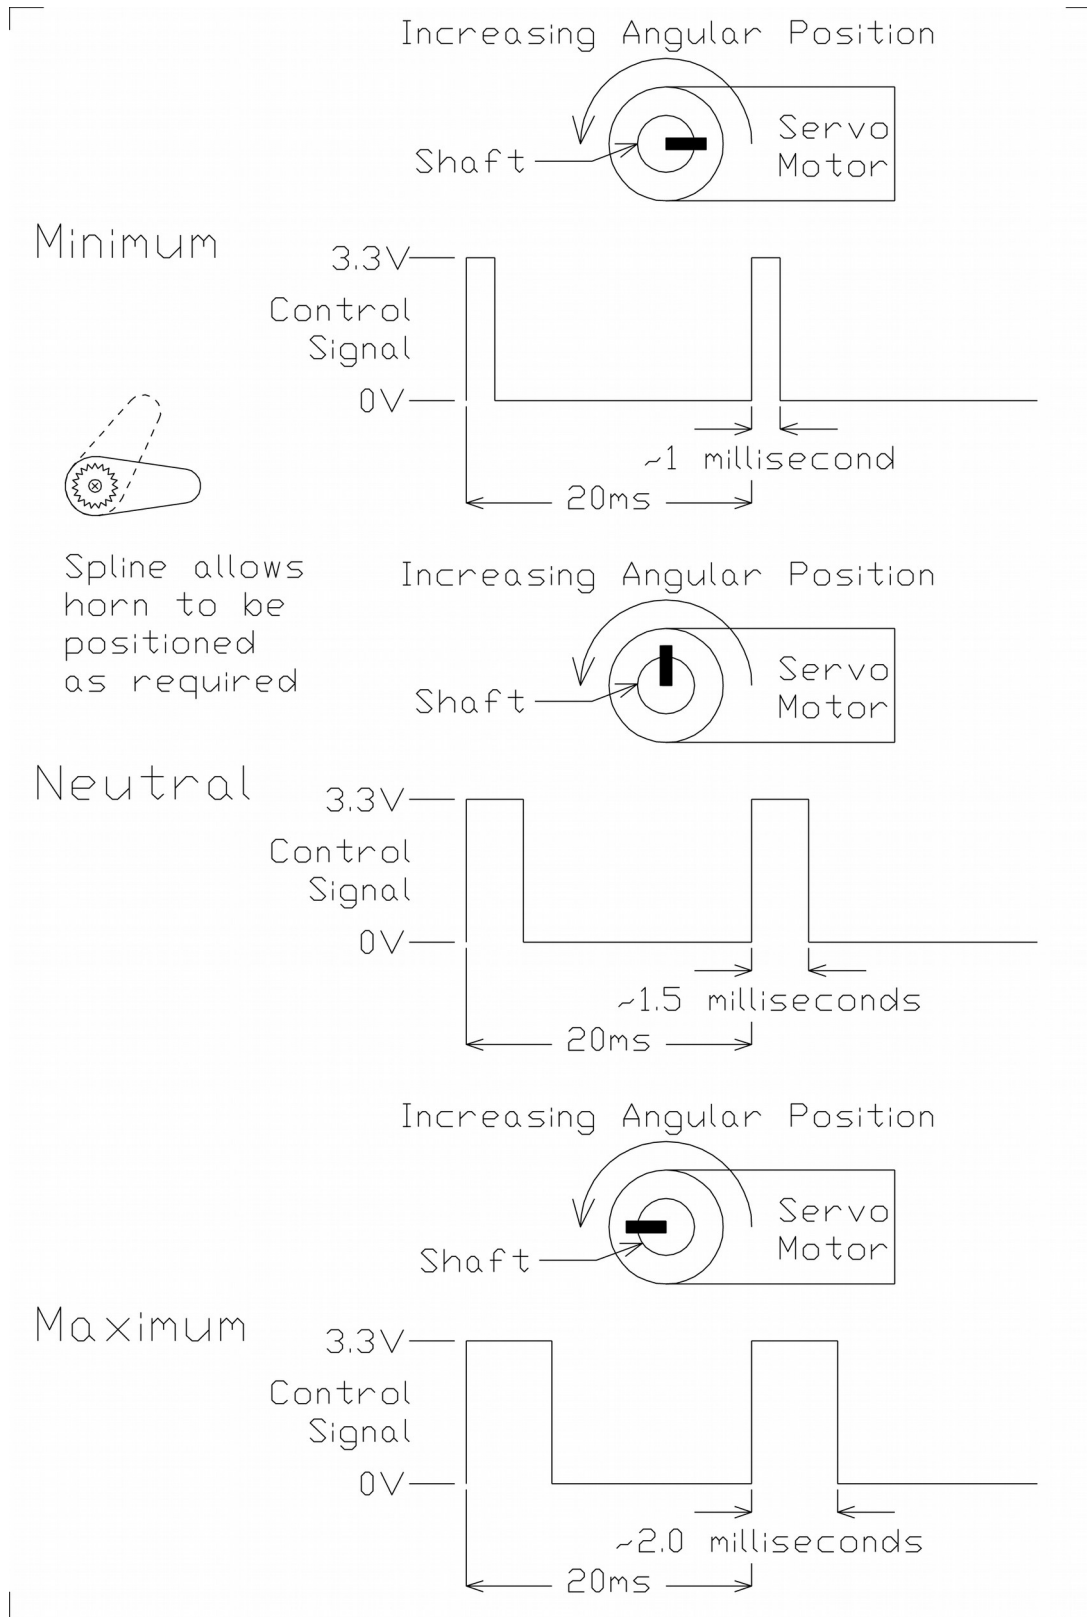 Increasing Angular Position
Servo
Motor
Shaft
Minimum
3.3V
Control
Signal
0V
~1 millisecond
20ms
Spline allows
horn to be
positioned
as required
Increasing Angular Position
Servo
Motor
Shaft
Neutral
3.3V
Control
Signal
0V
~1.5 milliseconds
20ms
Increasing Angular Position
Servo
Motor
Shaft
Maximum
3.3V
Control
Signal
0V
~2.0 milliseconds
20ms